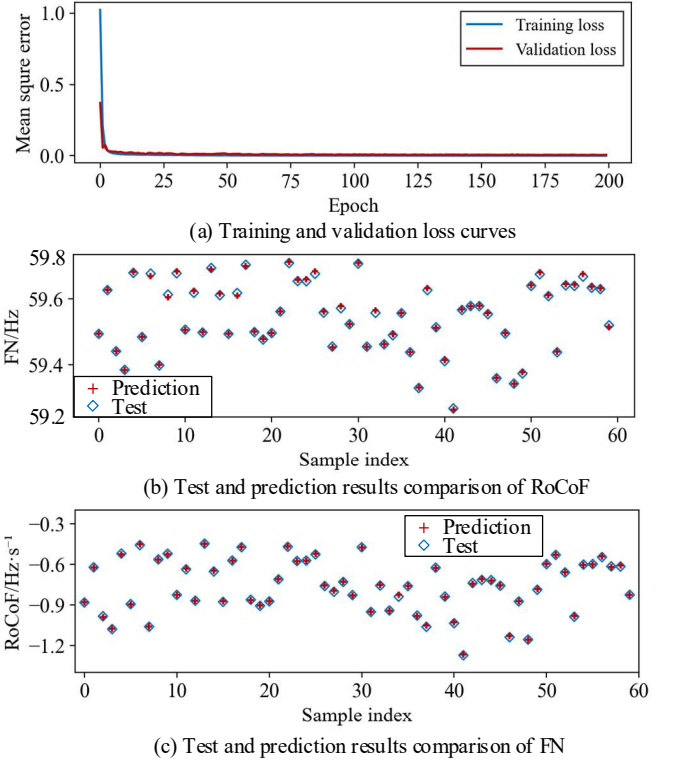 1.0
0.5
0.0
Mean squre error
Training loss
Validation loss
0 25 50 75 100 125 150 175 200
Epoch
(a) Training and validation loss curves
59.8
59.6
59.4
59.2
FN/Hz
Prediction
Test
0 10 20 30 40 50 60
Sample index
(b) Test and prediction results comparison of RoCoF
−0.3
−0.6
−0.9
−1.2
RoCoF/Hz·s⁻¹
Prediction
Test
0 10 20 30 40 50 60
Sample index
(c) Test and prediction results comparison of FN